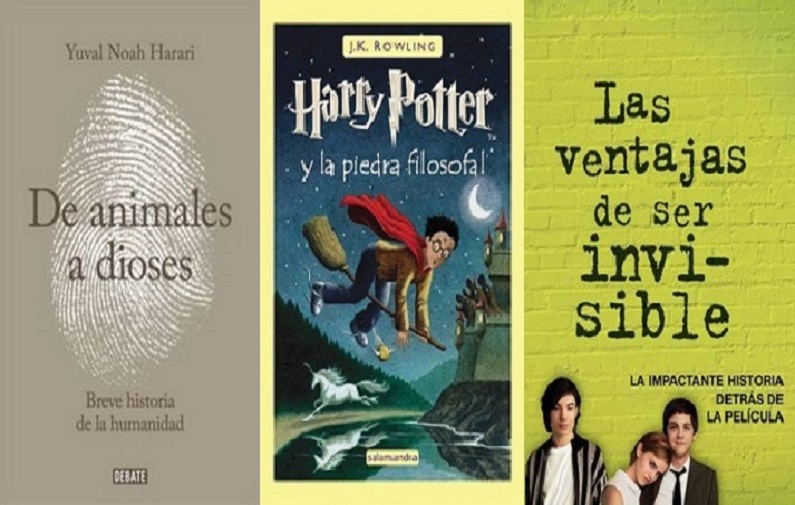 Yuval Noah Harari
De animales
a dioses
Breve historia
de la humanidad
DEBATE
J.K. ROWLING
Harry Potter
y la piedra filosofal
salamandra
Las
ventajas
de ser
invi-
sible
LA IMPACTANTE HISTORIA
DETRÁS DE
LA PELÍCULA